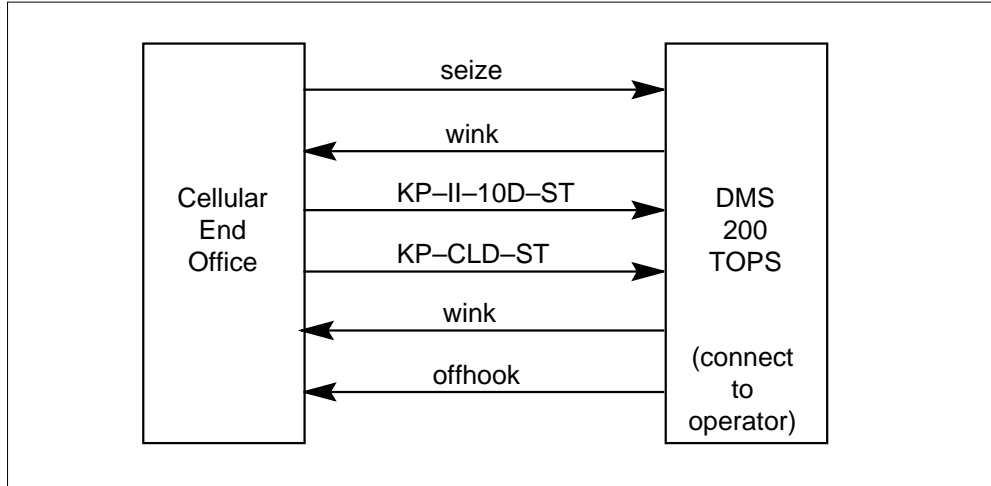 seize
wink
KP–II–10D–ST
KP–CLD–ST
wink
offhook
Cellular
End
Office
DMS
200
TOPS
(connect
to
operator)